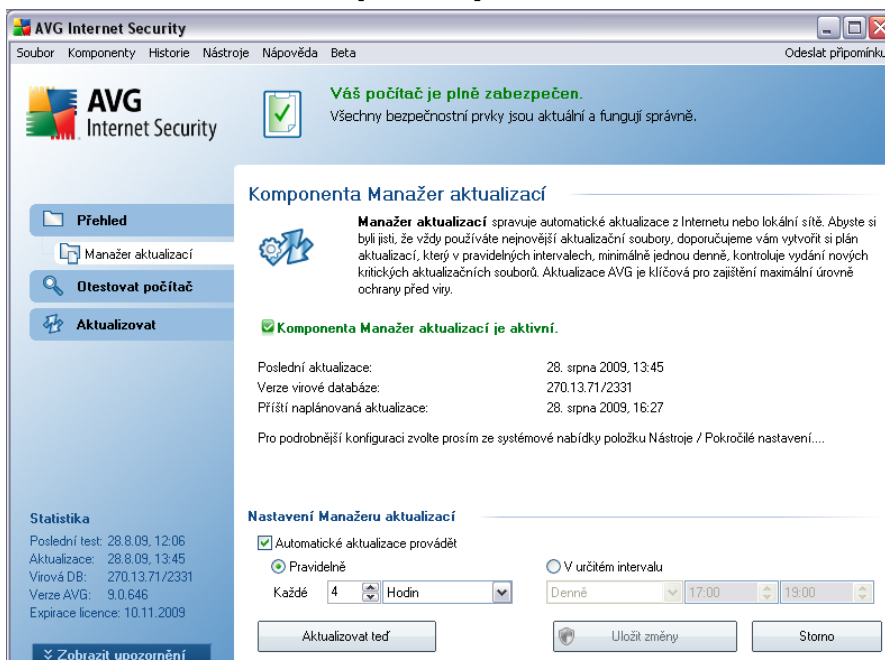 AVG Internet Security
Soubor Komponenty Historie Nástroje Nápověda Beta Odeslat připomínku
AVG
Internet Security
Váš počítač je plně zabezpečen.
Všechny bezpečnostní prvky jsou aktuální a fungují správně.
Přehled
Manažer aktualizací
Otestovat počítač
Aktualizovat
Komponenta Manažer aktualizací
Manažer aktualizací spravuje automatické aktualizace z Internetu nebo lokální sítě. Abyste si
byli jisti, že vždy používáte nejnovější aktualizační soubory, doporučujeme vám vytvořit si plán
aktualizací, který v pravidelných intervalech, minimálně jednou denně, kontroluje vydání nových
kritických aktualizačních souborů. Aktualizace AVG je klíčová pro zajištění maximální úrovně
ochrany před viry.
Komponenta Manažer aktualizací je aktivní.
Poslední aktualizace: 28. srpna 2009, 13:45
Verze virové databáze: 270.13.71/2331
Příští naplánovaná aktualizace: 28. srpna 2009, 16:27
Pro podrobnější konfiguraci zvolte prosím ze systémové nabídky položku Nástroje / Pokročilé nastavení....
Nastavení Manažeru aktualizací
Automatické aktualizace provádět
Pravidelně V určitém intervalu
Každé 4 Hodin Denně 17:00 19:00
Aktualizovat teď Uložit změny Storno
Statistika
Poslední test: 28.8.09, 12:06
Aktualizace: 28.8.09, 13:45
Virová DB: 270.13.71/2331
Verze AVG: 9.0.646
Expirace licence: 10.11.2009
Zobrazit upozornění